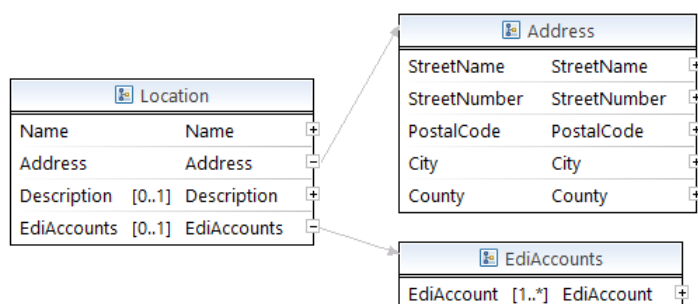 Location
Name Name
Address Address
Description [0..1] Description
EdiAccounts [0..1] EdiAccounts
Address
StreetName StreetName
StreetNumber StreetNumber
PostalCode PostalCode
City City
County County
EdiAccounts
EdiAccount [1..*] EdiAccount